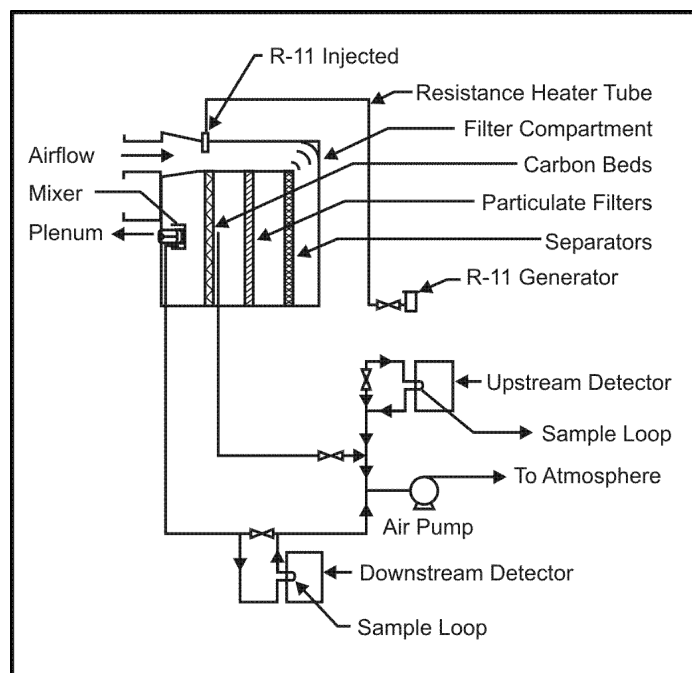 R-11 Injected
Resistance Heater Tube
Airflow
Filter Compartment
Carbon Beds
Mixer
Particulate Filters
Plenum
Separators
R-11 Generator
Upstream Detector
Sample Loop
To Atmosphere
Air Pump
Downstream Detector
Sample Loop